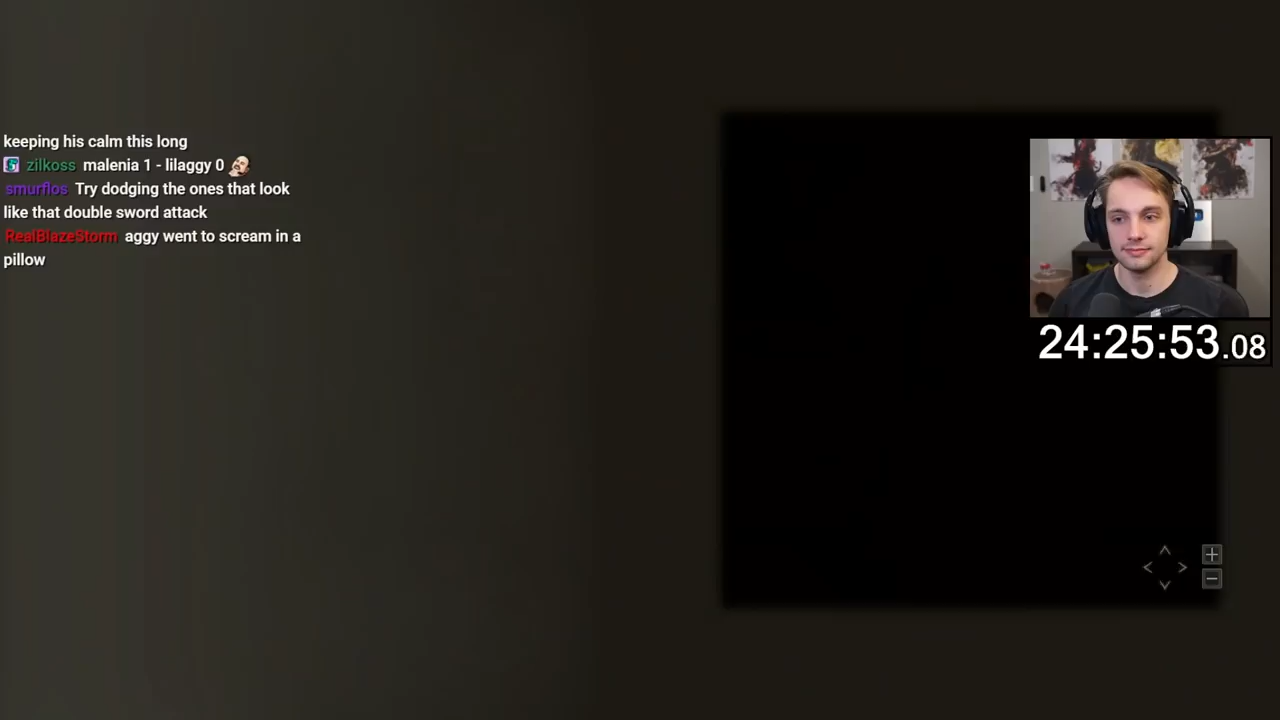 keeping his calm this long
zilkoss malenia 1 - lilaggy 0
smurflos Try dodging the ones that look
like that double sword attack
RealBlazeStorm aggy went to scream in a
pillow
24:25:53.08